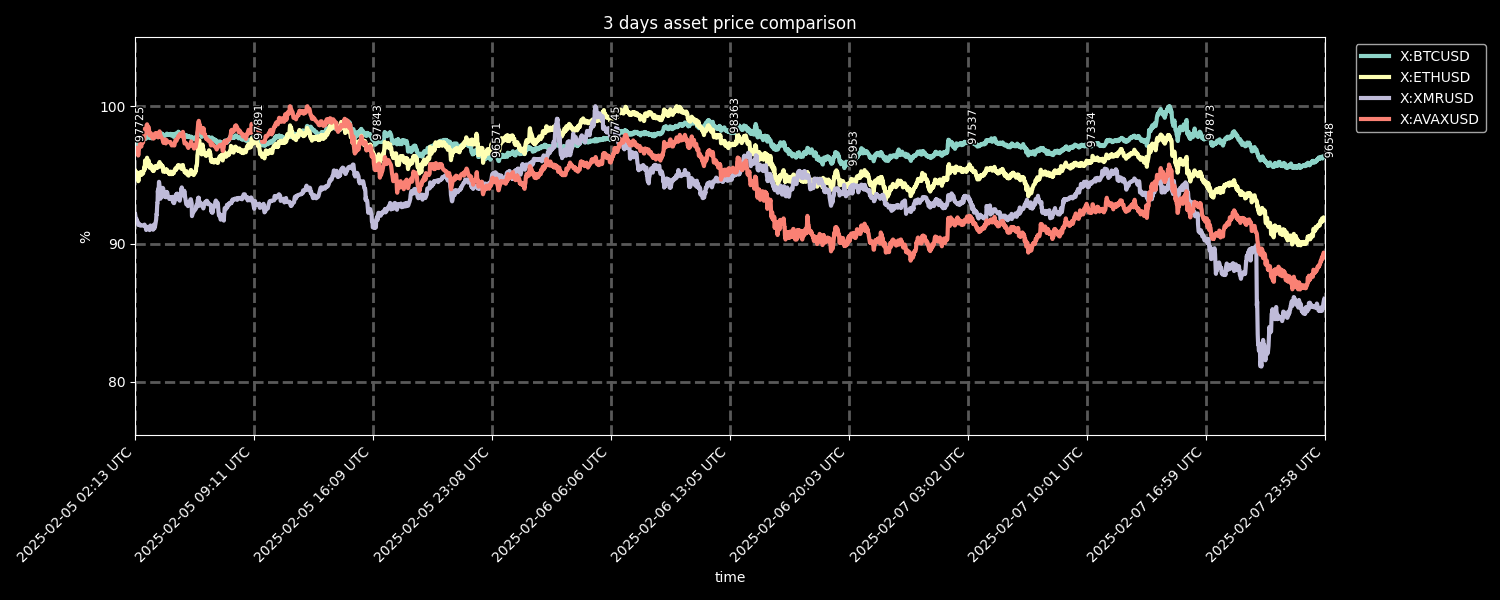 3 days asset price comparison
X:BTCUSD
X:ETHUSD
X:XMRUSD
X:AVAXUSD
100
90
80
%
97725
97891
97843
96571
97745
98363
95953
97537
97334
97873
96548
2025-02-05 02:13 UTC
2025-02-05 09:11 UTC
2025-02-05 16:09 UTC
2025-02-05 23:08 UTC
2025-02-06 06:06 UTC
2025-02-06 13:05 UTC
2025-02-06 20:03 UTC
2025-02-07 03:02 UTC
2025-02-07 10:01 UTC
2025-02-07 16:59 UTC
2025-02-07 23:58 UTC
time